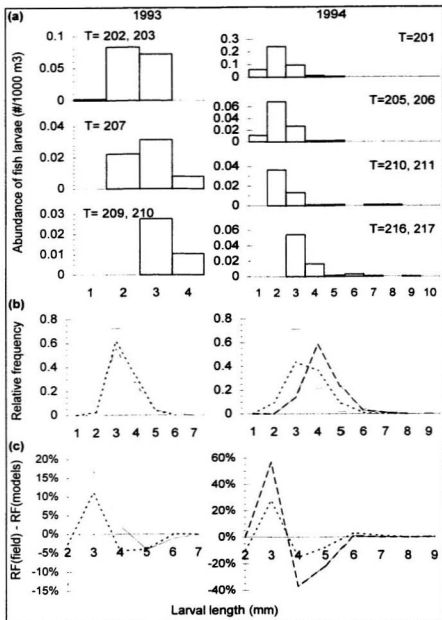 1993 1994
(a)
Abundance of fish larvae (#/1000 m3)
T= 202, 203
0.1
0.05
0
T= 207
0.04
0.02
0
T= 209, 210
0.03
0.02
0.01
0
1 2 3 4
T=201
0.3
0.2
0.1
0
T=205, 206
0.06
0.04
0.02
0
T=210, 211
0.04
0.02
0
T=216, 217
0.06
0.04
0.02
0
1 2 3 4 5 6 7 8 9 10
(b)
Relative frequency
0.8
0.6
0.4
0.2
0
1 2 3 4 5 6 7
0.8
0.6
0.4
0.2
0
1 2 3 4 5 6 7 8 9
(c)
RF(field) - RF(models)
20%
15%
10%
5%
0%
-5%
-10%
-15%
2 3 4 5 6 7
60%
40%
20%
0%
-20%
-40%
2 3 4 5 6 7 8 9
Larval length (mm)